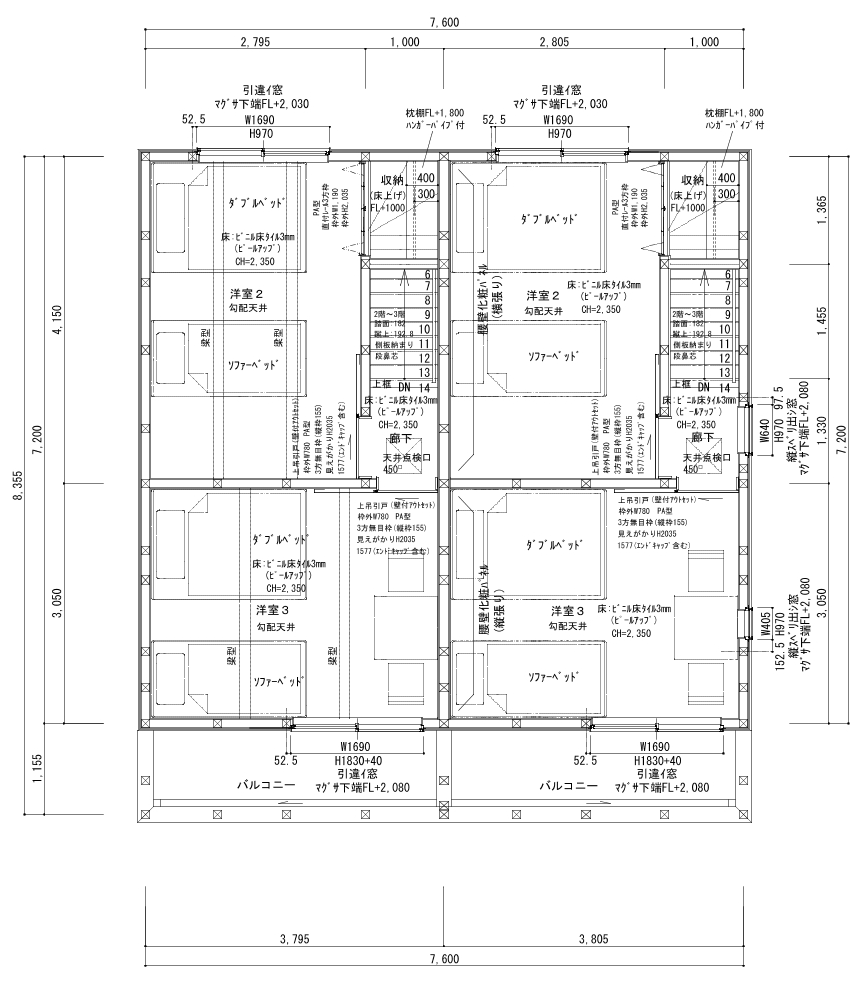 7,600
2,795
1,000
2,805
1,000
引違イ窓
マグサ下端FL+2,030
52.5
W1690
H970
枕棚FL+1,800
ハンガーパイプ付
引違イ窓
マグサ下端FL+2,030
52.5
W1690
H970
枕棚FL+1,800
ハンガーパイプ付
収納
(床上げ)
FL+1000
400
300
収納
(床上げ)
FL+1000
400
300
ダブルベッド
床:ビニル床タイル3mm
(ピールアップ)
CH=2,350
PA型
直付レール3方枠
枠外W1,190
枠外H2,035
洋室2
勾配天井
梁型
梁型
ソファーベッド
ダブルベッド
PA型
直付レール3方枠
枠外W1,190
枠外H2,035
腰壁化粧パネル
(横張り)
床:ビニル床タイル3mm
(ピールアップ)
CH=2,350
洋室2
勾配天井
ソファーベッド
6
7
8
9
10
11
12
13
14
2階〜3階
踏面:182
蹴上:192.8
側板納まり
段鼻芯
上框
DN
床:ビニル床タイル3mm
(ピールアップ)
CH=2,350
廊下
天井点検口
450□
6
7
8
9
10
11
12
13
14
2階〜3階
踏面:182
蹴上:192.8
側板納まり
段鼻芯
上框
DN
床:ビニル床タイル3mm
(ピールアップ)
CH=2,350
廊下
天井点検口
450□
上吊引戸(壁付アウトセット)
枠外W780 PA型
3方無目枠(縦枠155)
見えがかりH2035
1577(エンドキャップ含む)
上吊引戸(壁付アウトセット)
枠外W780 PA型
3方無目枠(縦枠155)
見えがかりH2035
1577(エンドキャップ含む)
上吊引戸(壁付アウトセット)
枠外W780 PA型
3方無目枠(縦枠155)
見えがかりH2035
1577(エンドキャップ含む)
上吊引戸(壁付アウトセット)
枠外W780 PA型
3方無目枠(縦枠155)
見えがかりH2035
1577(エンドキャップ含む)
ダブルベッド
床:ビニル床タイル3mm
(ピールアップ)
CH=2,350
洋室3
勾配天井
梁型
梁型
ソファーベッド
ダブルベッド
腰壁化粧パネル
(縦張り)
洋室3
勾配天井
床:ビニル床タイル3mm
(ピールアップ)
CH=2,350
ソファーベッド
52.5
W1690
H1830+40
引違イ窓
マグサ下端FL+2,080
バルコニー
52.5
W1690
H1830+40
引違イ窓
マグサ下端FL+2,080
バルコニー
8,355
7,200
1,155
4,150
3,050
1,365
1,455
1,330
3,050
7,200
W640
H970 97.5
縦スベリ出シ窓
マグサ下端FL+2,080
W405
152.5 H970
縦スベリ出シ窓
マグサ下端FL+2,080
3,795
3,805
7,600